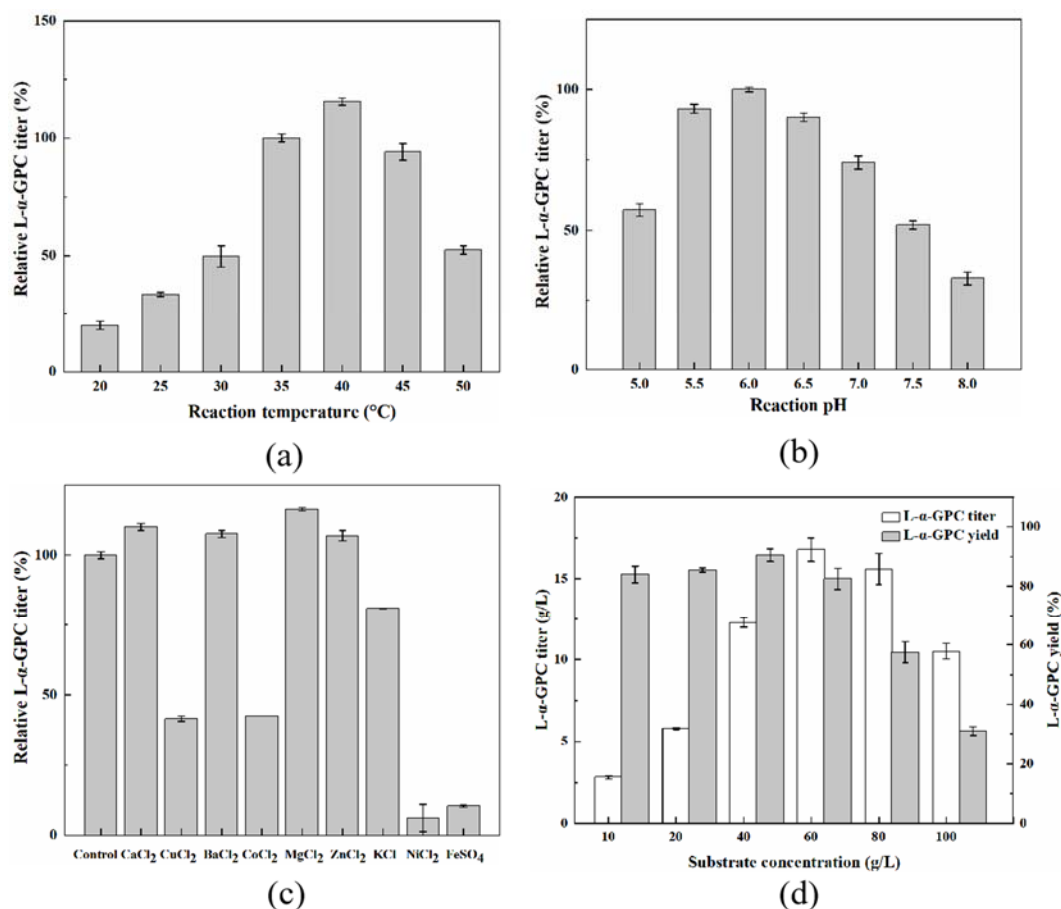 150
100
50
0
Relative L-α-GPC titer (%)
20 25 30 35 40 45 50
Reaction temperature (°C)
(a)
100
50
0
Relative L-α-GPC titer (%)
5.0 5.5 6.0 6.5 7.0 7.5 8.0
Reaction pH
(b)
100
50
0
Relative L-α-GPC titer (%)
Control CaCl2 CuCl2 BaCl2 CoCl2 MgCl2 ZnCl2 KCl NiCl2 FeSO4
(c)
20
15
10
5
0
L-α-GPC titer (g/L)
L-α-GPC titer
L-α-GPC yield
100
80
60
40
20
0
L-α-GPC yield (%)
10 20 40 60 80 100
Substrate concentration (g/L)
(d)